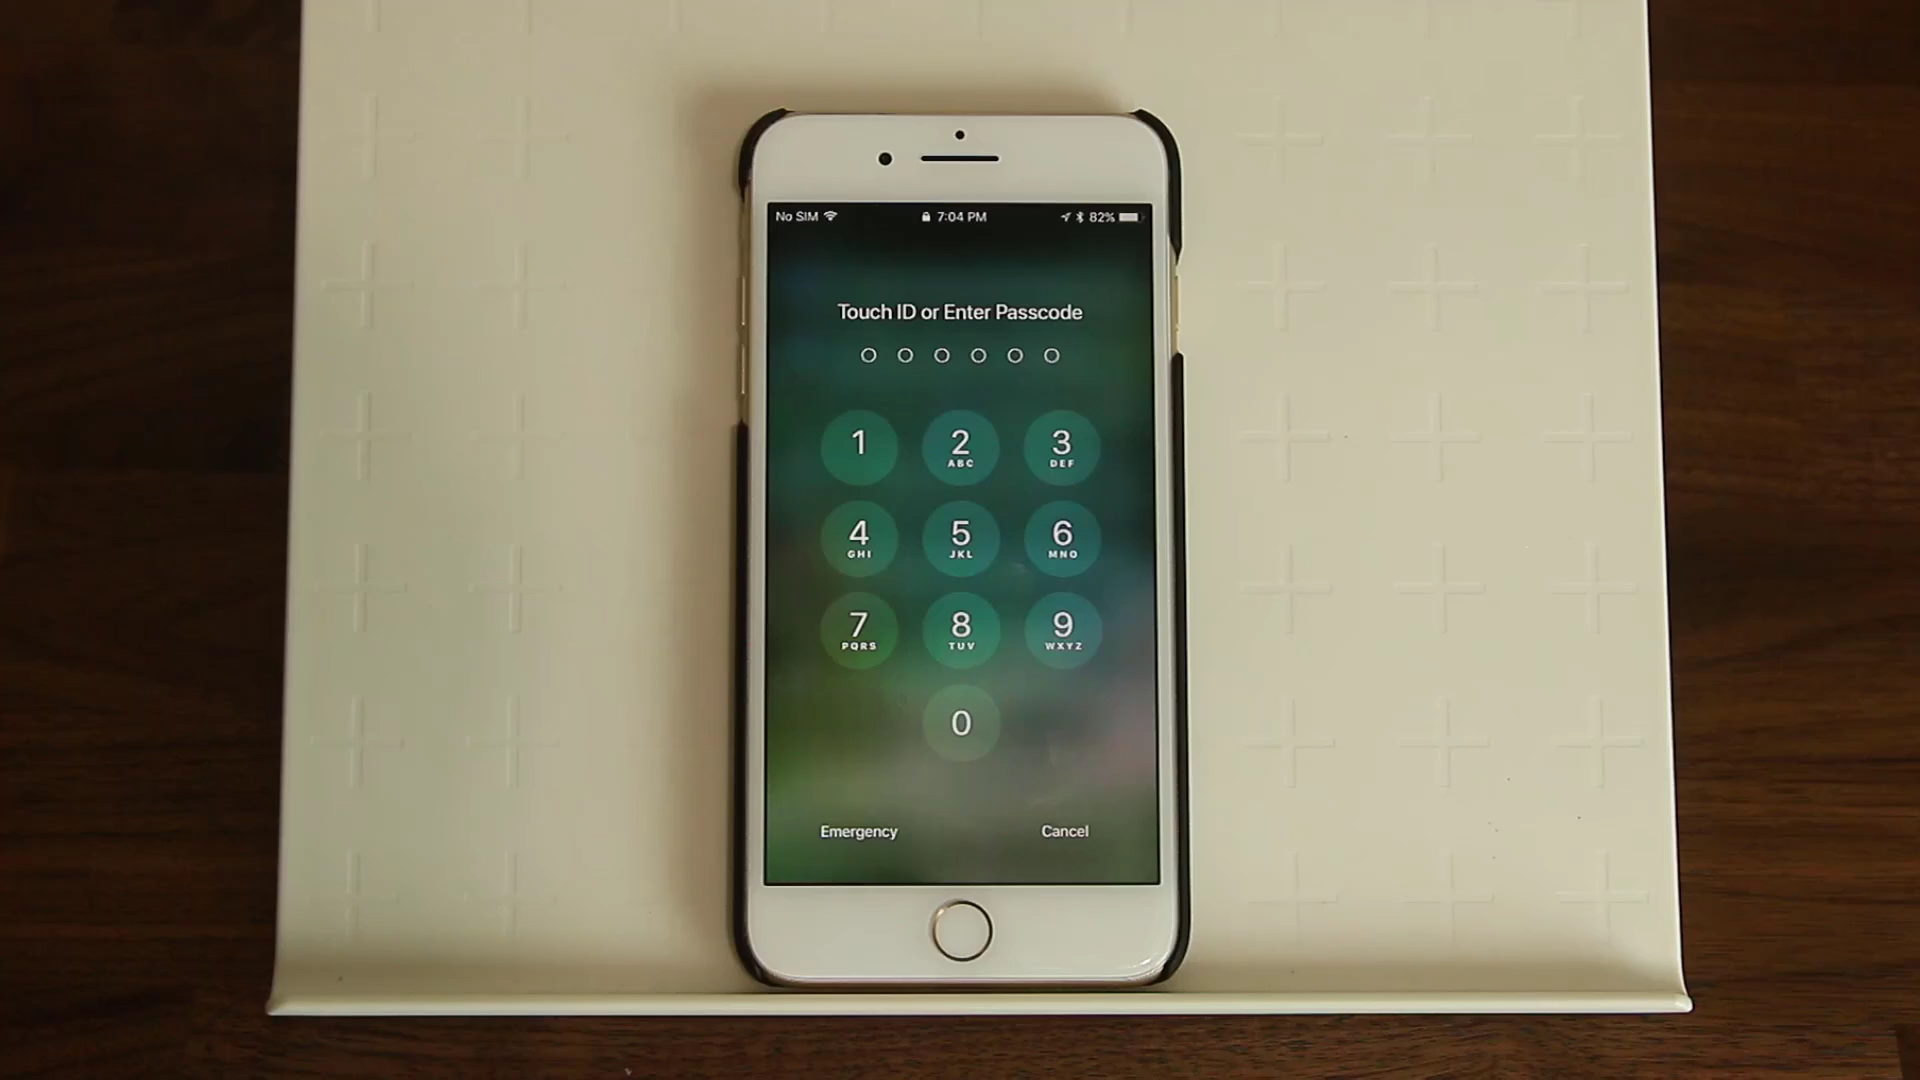 No SIM 7:04 PM 82%
Touch ID or Enter Passcode
1 2 3
ABC DEF
4 5 6
GHI JKL MNO
7 8 9
PQRS TUV WXYZ
0
Emergency Cancel